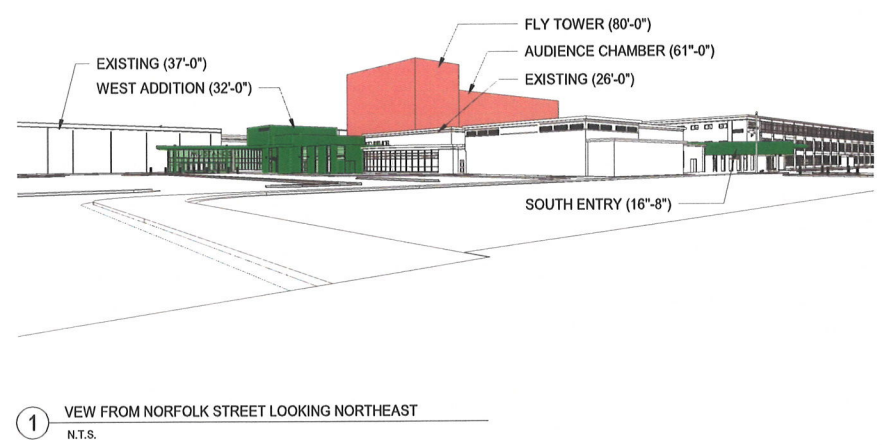 FLY TOWER (80'-0")
AUDIENCE CHAMBER (61"-0")
EXISTING (37'-0")
EXISTING (26'-0")
WEST ADDITION (32'-0")
SOUTH ENTRY (16"-8")
1
VEW FROM NORFOLK STREET LOOKING NORTHEAST
N.T.S.